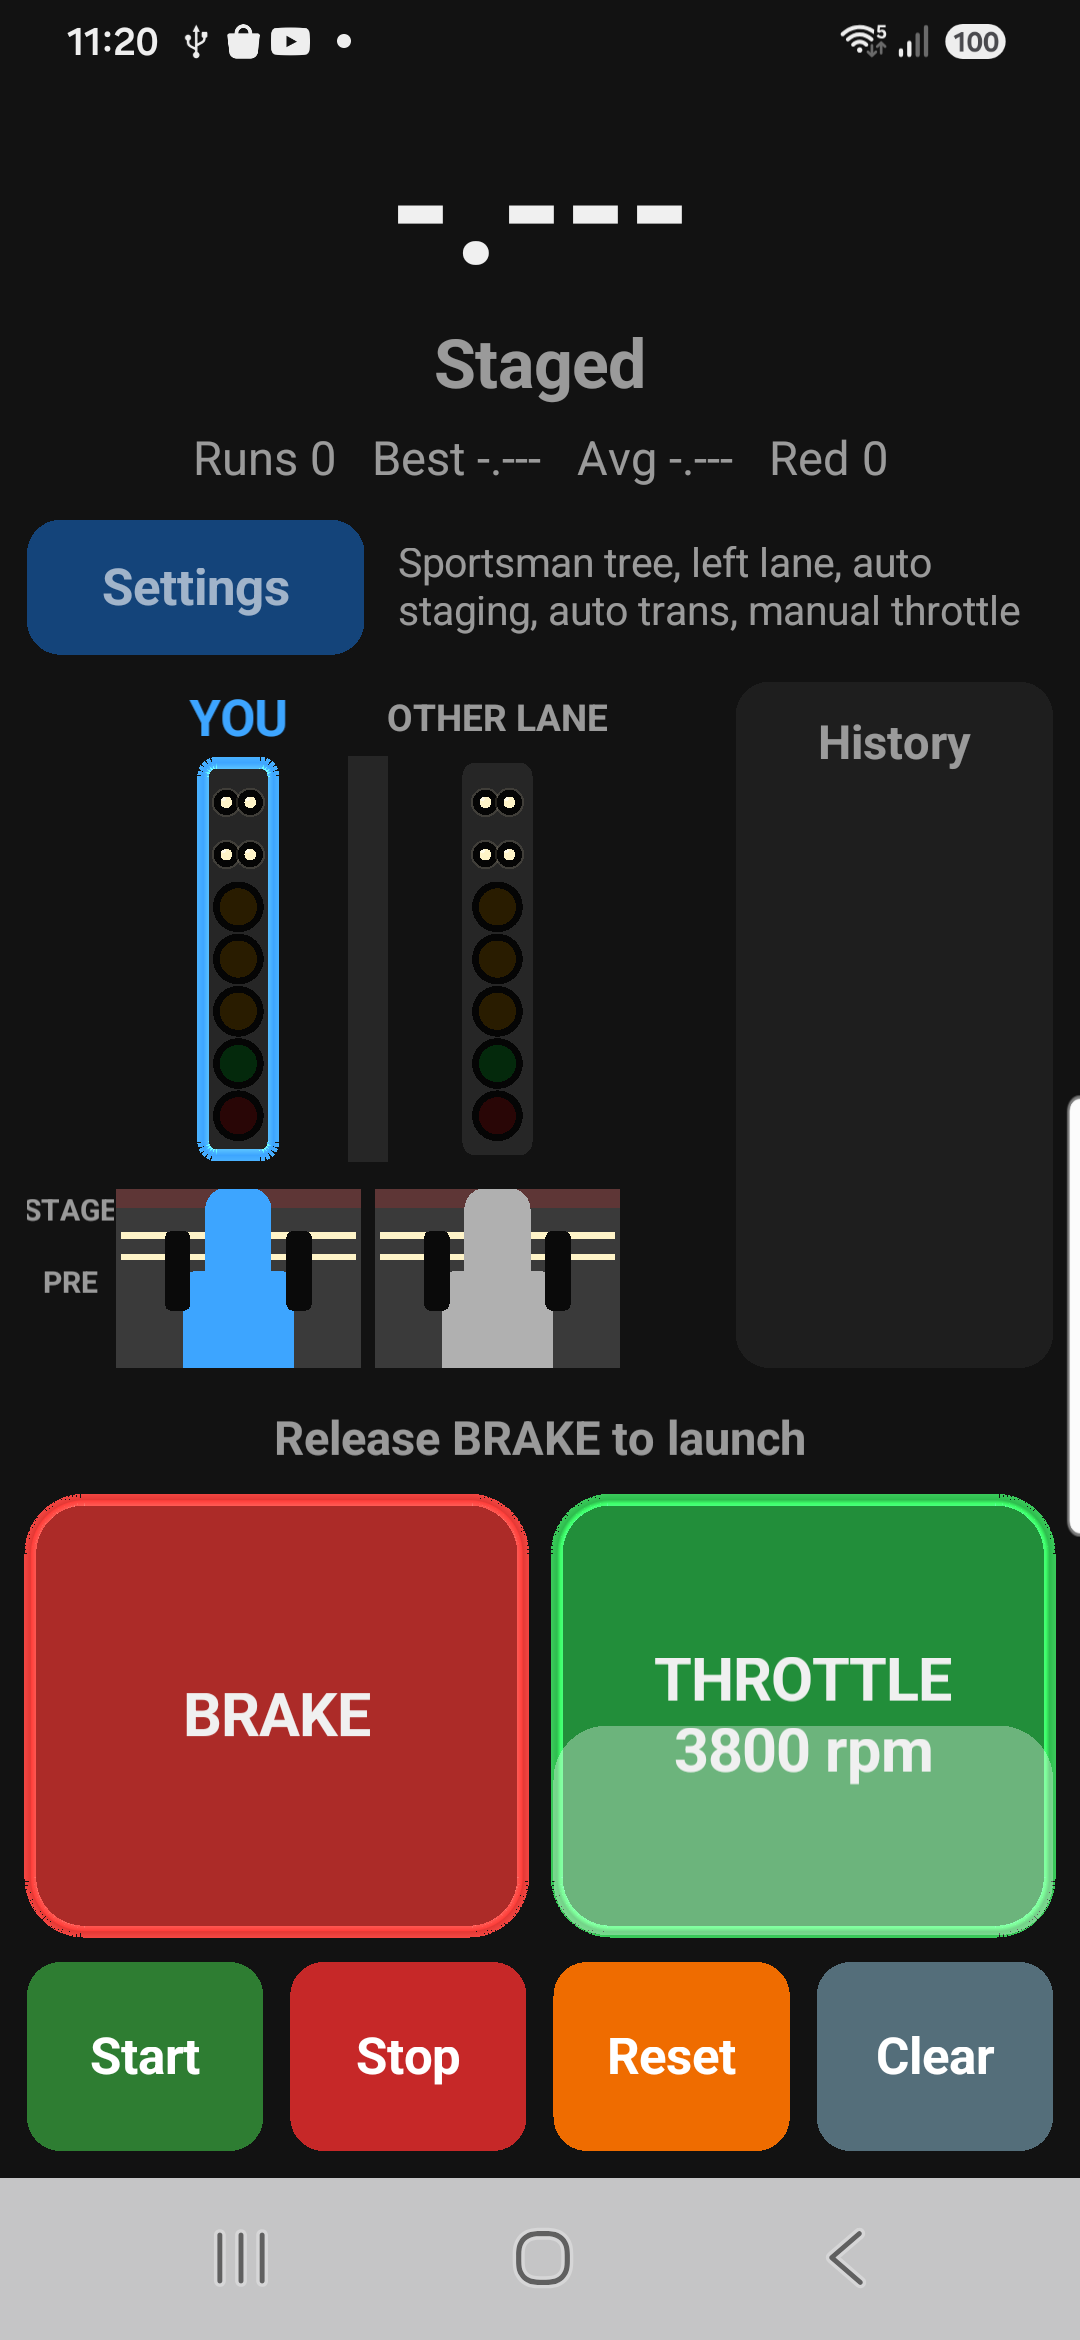 11:20
5
100
-.---
Staged
Runs 0 Best -.--- Avg -.--- Red 0
Settings
Sportsman tree, left lane, auto
staging, auto trans, manual throttle
YOU
OTHER LANE
History
STAGE
PRE
Release BRAKE to launch
BRAKE
THROTTLE
3800 rpm
Start
Stop
Reset
Clear